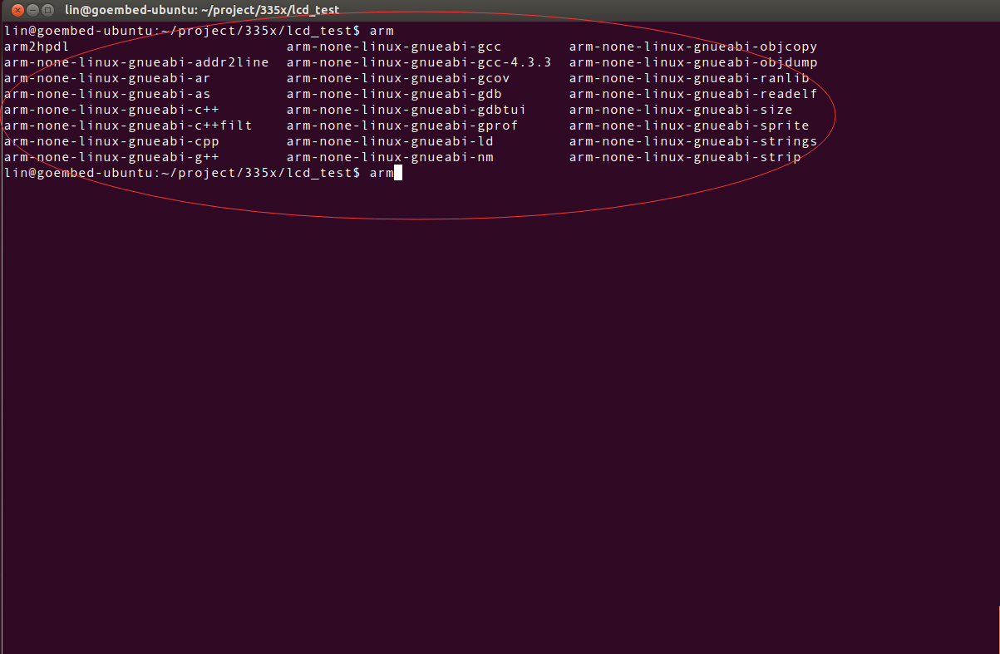 lin@goembed-ubuntu: ~/project/335x/lcd_test
lin@goembed-ubuntu:~/project/335x/lcd_test$ arm
arm2hpdl arm-none-linux-gnueabi-gcc arm-none-linux-gnueabi-objcopy
arm-none-linux-gnueabi-addr2line arm-none-linux-gnueabi-gcc-4.3.3 arm-none-linux-gnueabi-objdump
arm-none-linux-gnueabi-ar arm-none-linux-gnueabi-gcov arm-none-linux-gnueabi-ranlib
arm-none-linux-gnueabi-as arm-none-linux-gnueabi-gdb arm-none-linux-gnueabi-readelf
arm-none-linux-gnueabi-c++ arm-none-linux-gnueabi-gdbtui arm-none-linux-gnueabi-size
arm-none-linux-gnueabi-c++filt arm-none-linux-gnueabi-gprof arm-none-linux-gnueabi-sprite
arm-none-linux-gnueabi-cpp arm-none-linux-gnueabi-ld arm-none-linux-gnueabi-strings
arm-none-linux-gnueabi-g++ arm-none-linux-gnueabi-nm arm-none-linux-gnueabi-strip
lin@goembed-ubuntu:~/project/335x/lcd_test$ arm